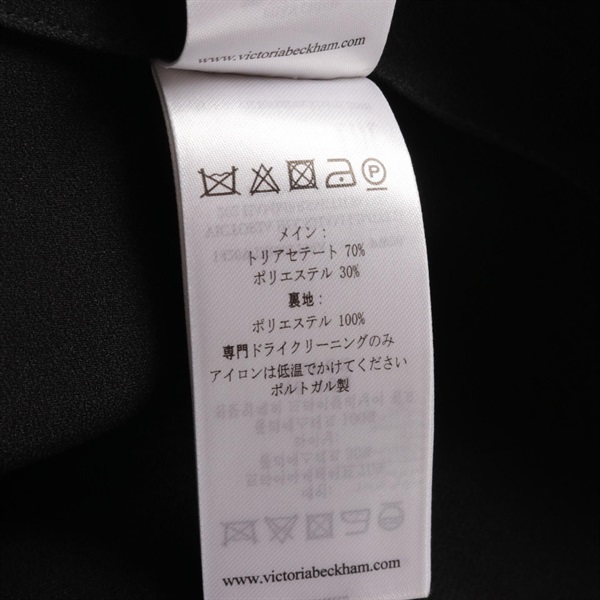 www.victoriabeckham.com
メイン：
トリアセテート 70%
ポリエステル 30%
裏地：
ポリエステル 100%
専門ドライクリーニングのみ
アイロンは低温でかけてください
ポルトガル製
www.victoriabeckham.com